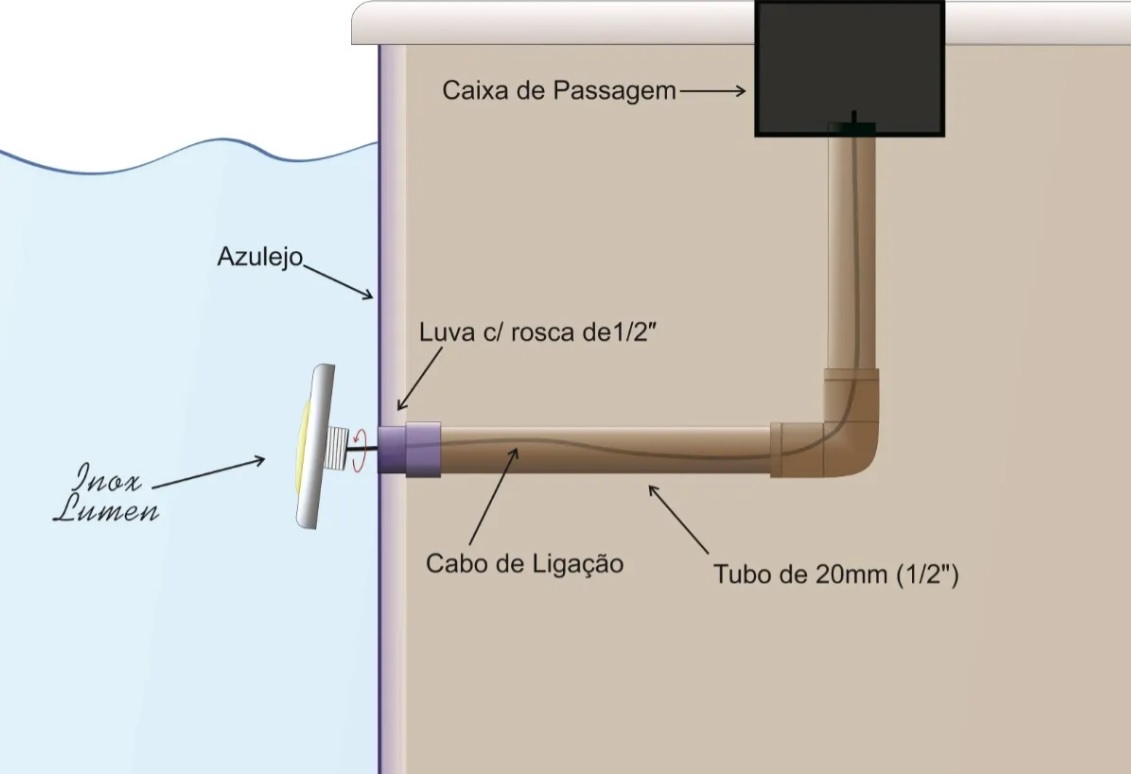 Caixa de Passagem
Azulejo
Luva c/ rosca de1/2"
Inox
Lumen
Cabo de Ligação
Tubo de 20mm (1/2")